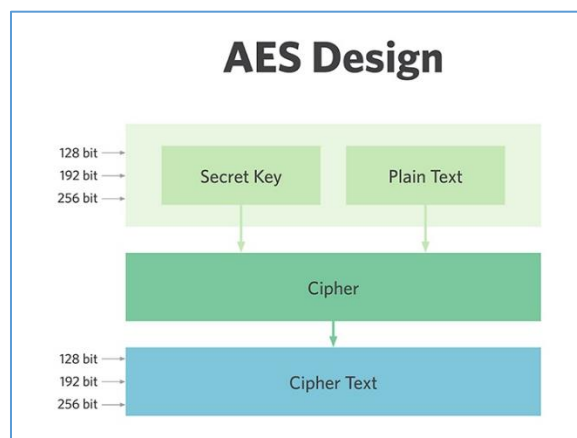 AES Design
128 bit
192 bit
256 bit
Secret Key
Plain Text
Cipher
128 bit
192 bit
256 bit
Cipher Text